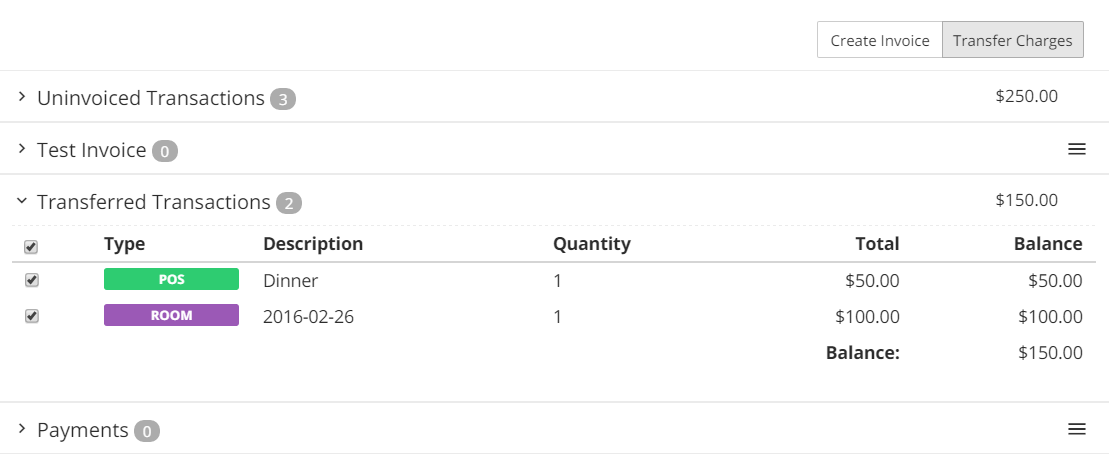 Create Invoice Transfer Charges
Uninvoiced Transactions 3 $250.00
Test Invoice 0
Transferred Transactions 2 $150.00
Type Description Quantity Total Balance
POS Dinner 1 $50.00 $50.00
ROOM 2016-02-26 1 $100.00 $100.00
Balance: $150.00
Payments 0